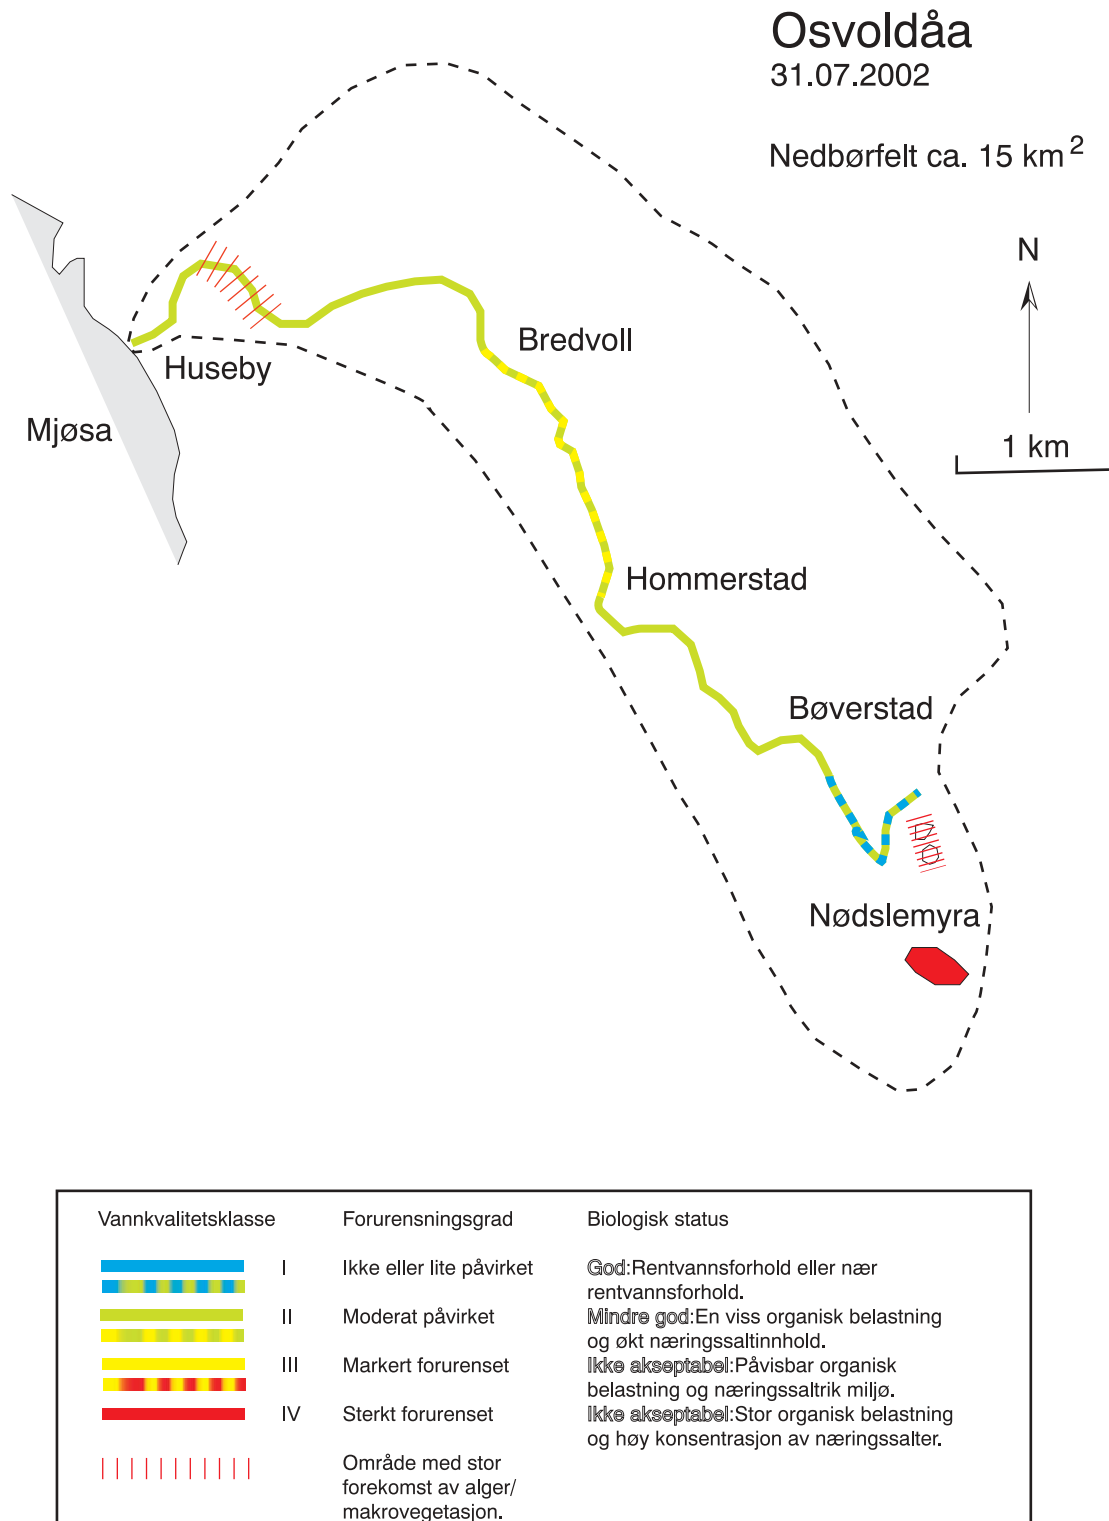 Osvoldåa
31.07.2002
Nedbørfelt ca. 15 km²
N
1 km
Bredvoll
Huseby
Mjøsa
Hommerstad
Bøverstad
Nødslemyra
Vannkvalitetsklasse Forurensningsgrad Biologisk status
I Ikke eller lite påvirket God:Rentvannsforhold eller nær
rentvannsforhold.
II Moderat påvirket Mindre god:En viss organisk belastning
og økt næringssaltinnhold.
III Markert forurenset Ikke akseptabel:Påvisbar organisk
belastning og næringssaltrik miljø.
IV Sterkt forurenset Ikke akseptabel:Stor organisk belastning
og høy konsentrasjon av næringssalter.
Område med stor
forekomst av alger/
makrovegetasjon.